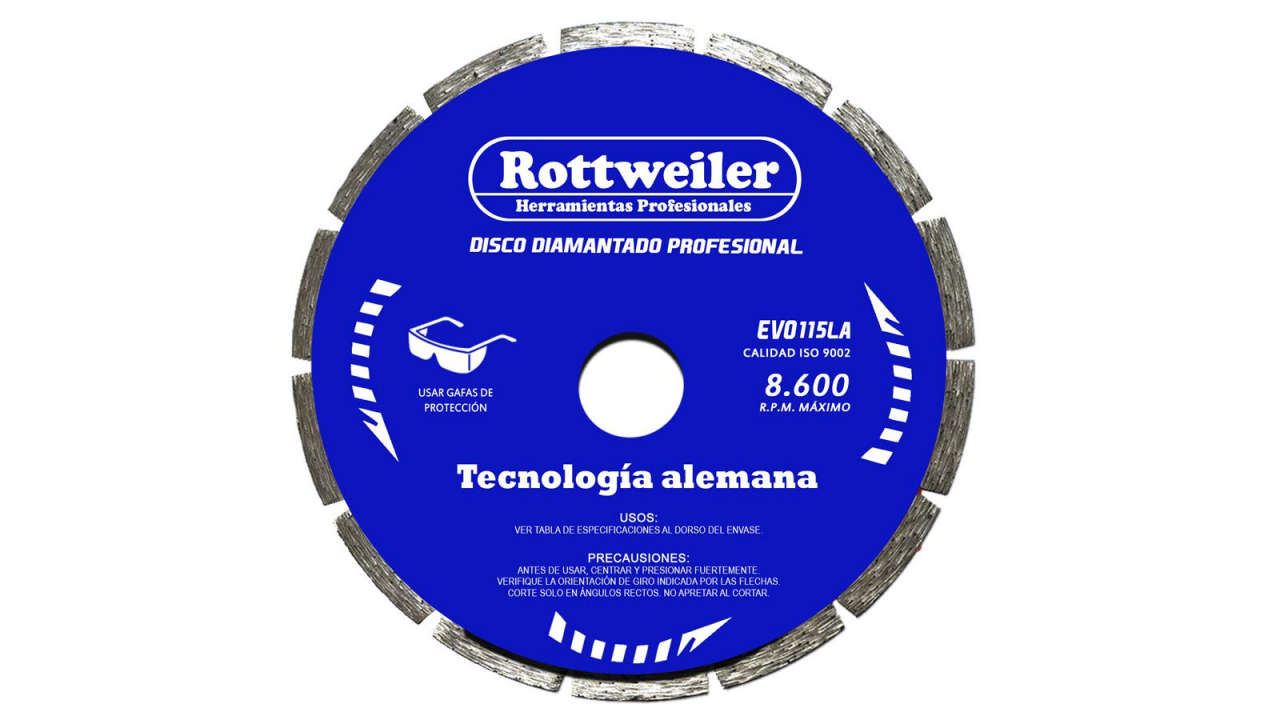 Rottweiler
Herramientas Profesionales
DISCO DIAMANTADO PROFESIONAL
EVO115LA
CALIDAD ISO 9002
8.600
R.P.M. MÁXIMO
USAR GAFAS DE
PROTECCIÓN
Tecnología alemana
USOS:
VER TABLA DE ESPECIFICACIONES AL DORSO DEL ENVASE.
PRECAUSIONES:
ANTES DE USAR, CENTRAR Y PRESIONAR FUERTEMENTE.
VERIFIQUE LA ORIENTACIÓN DE GIRO INDICADA POR LAS FLECHAS.
CORTE SOLO EN ÁNGULOS RECTOS. NO APRETAR AL CORTAR.